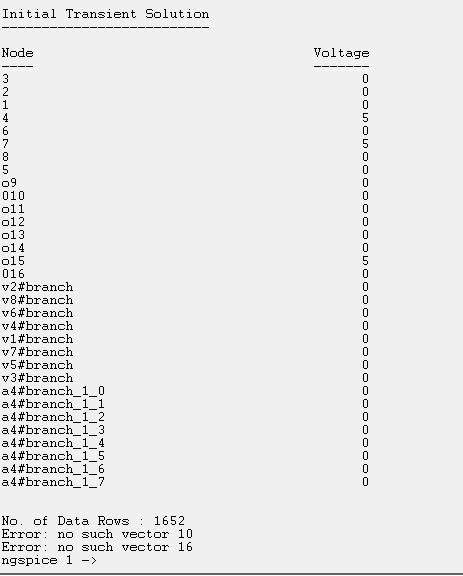 Initial Transient Solution
--------------------------
Node Voltage
---- -------
3 0
2 0
1 0
4 5
6 0
7 5
8 0
5 0
o9 0
010 0
o11 0
o12 0
o13 0
o14 0
o15 5
016 0
v2#branch 0
v8#branch 0
v6#branch 0
v4#branch 0
v1#branch 0
v7#branch 0
v5#branch 0
v3#branch 0
a4#branch_1_0 0
a4#branch_1_1 0
a4#branch_1_2 0
a4#branch_1_3 0
a4#branch_1_4 0
a4#branch_1_5 0
a4#branch_1_6 0
a4#branch_1_7 0
No. of Data Rows : 1652
Error: no such vector 10
Error: no such vector 16
ngspice 1 ->